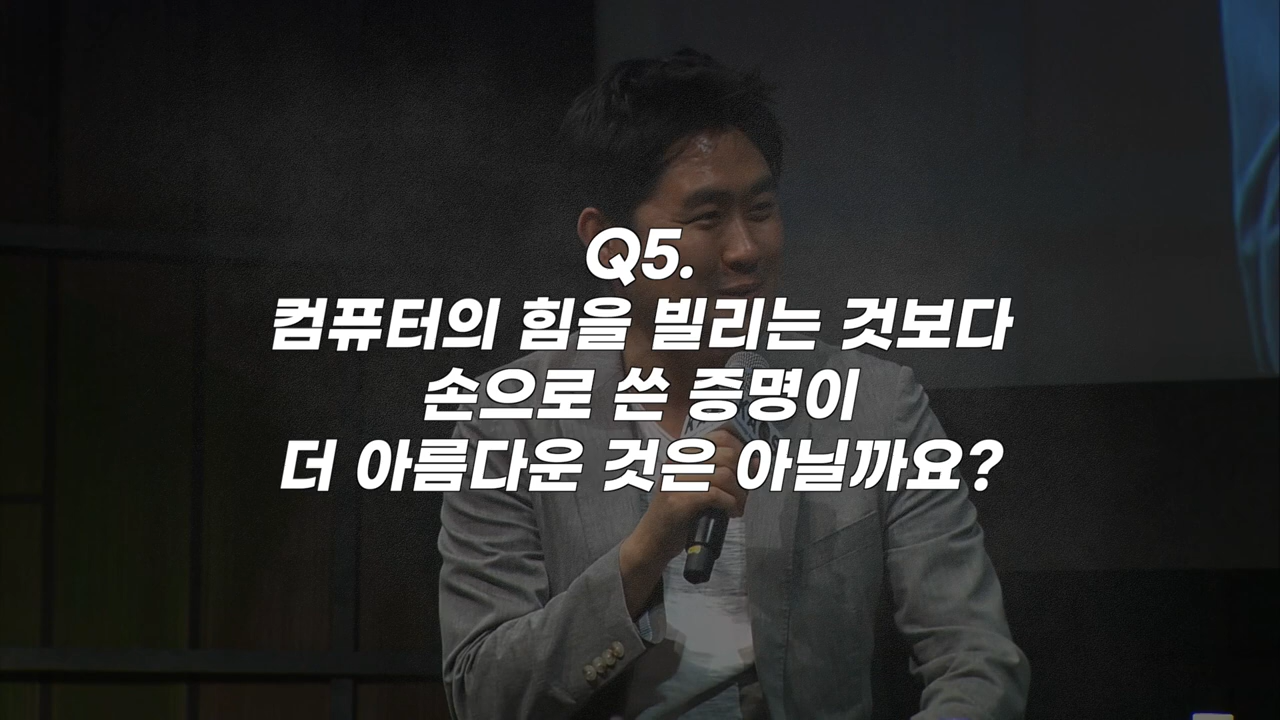 Q5.
컴퓨터의 힘을 빌리는 것보다
손으로 쓴 증명이
더 아름다운 것은 아닐까요?